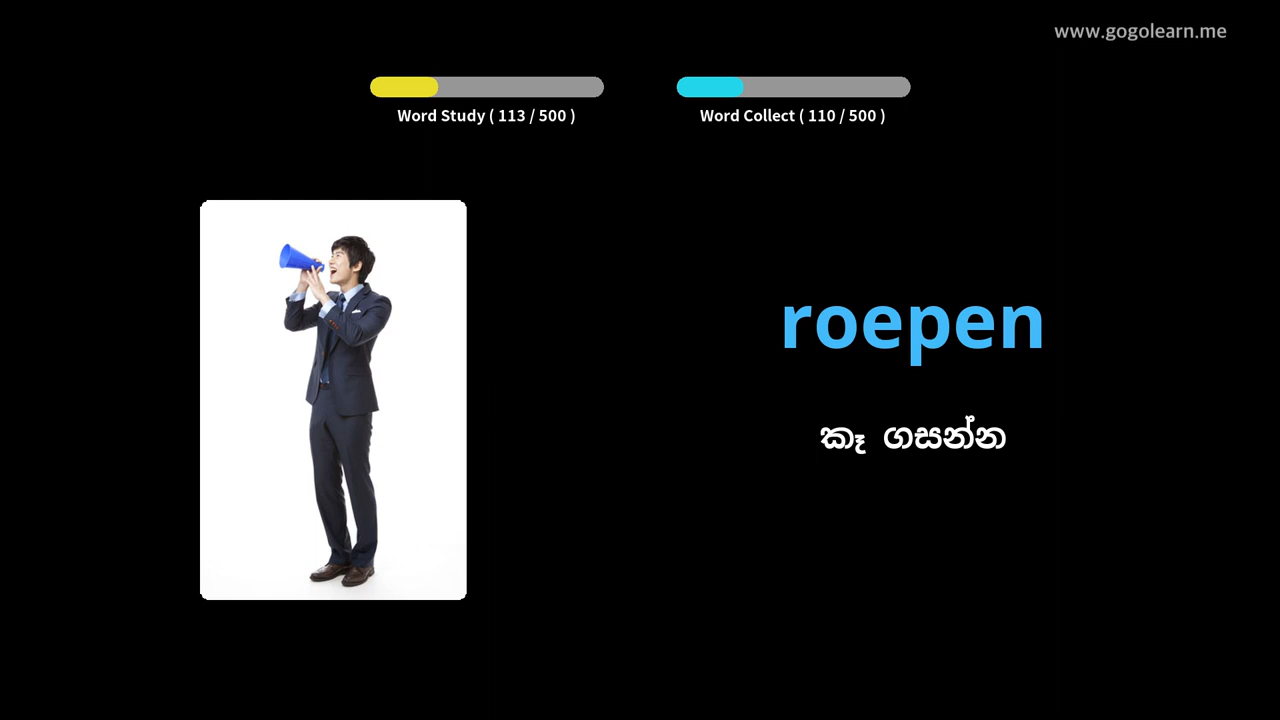 www.gogolearn.me
Word Study ( 113 / 500 )
Word Collect ( 110 / 500 )
roepen
කෑ ගසන්න